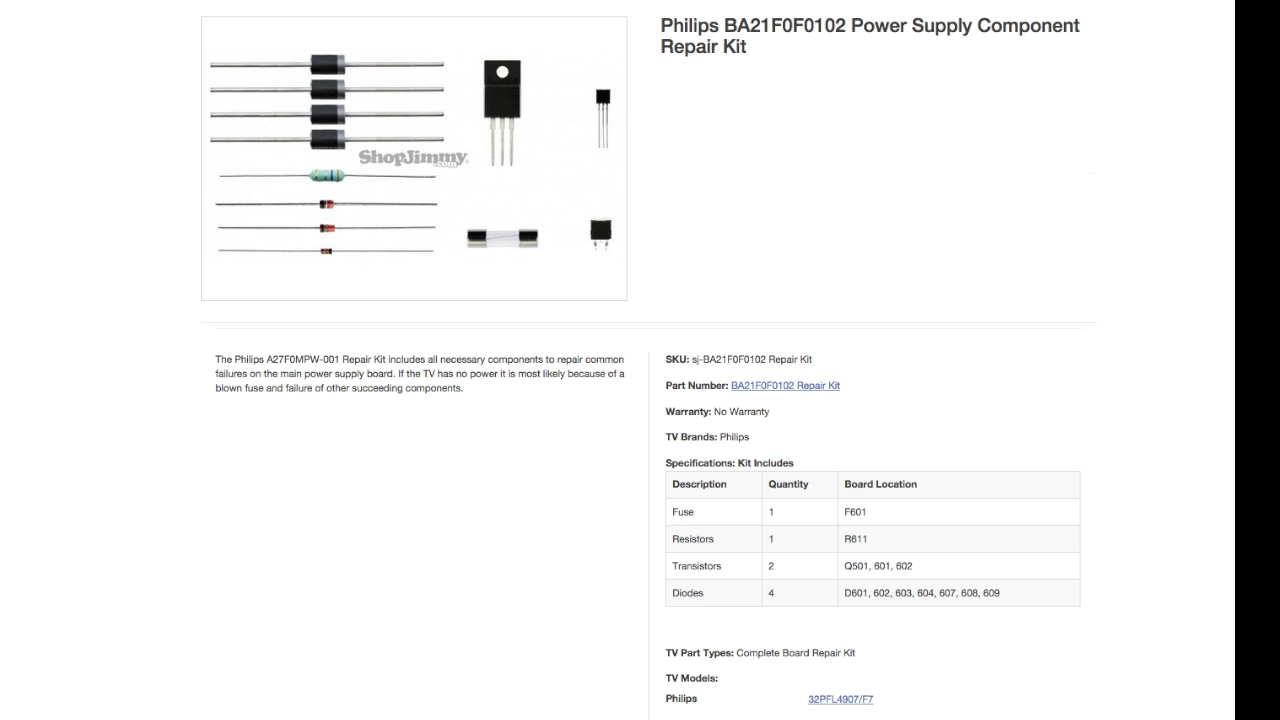 Philips BA21F0F0102 Power Supply Component
Repair Kit
ShopJimmy
.com
The Philips A27F0MPW-001 Repair Kit includes all necessary components to repair common
failures on the main power supply board. If the TV has no power it is most likely because of a
blown fuse and failure of other succeeding components.
SKU: sj-BA21F0F0102 Repair Kit
Part Number: BA21F0F0102 Repair Kit
Warranty: No Warranty
TV Brands: Philips
Specifications: Kit Includes
Description Quantity Board Location
Fuse 1 F601
Resistors 1 R611
Transistors 2 Q501, 601, 602
Diodes 4 D601, 602, 603, 604, 607, 608, 609
TV Part Types: Complete Board Repair Kit
TV Models:
Philips 32PFL4907/F7